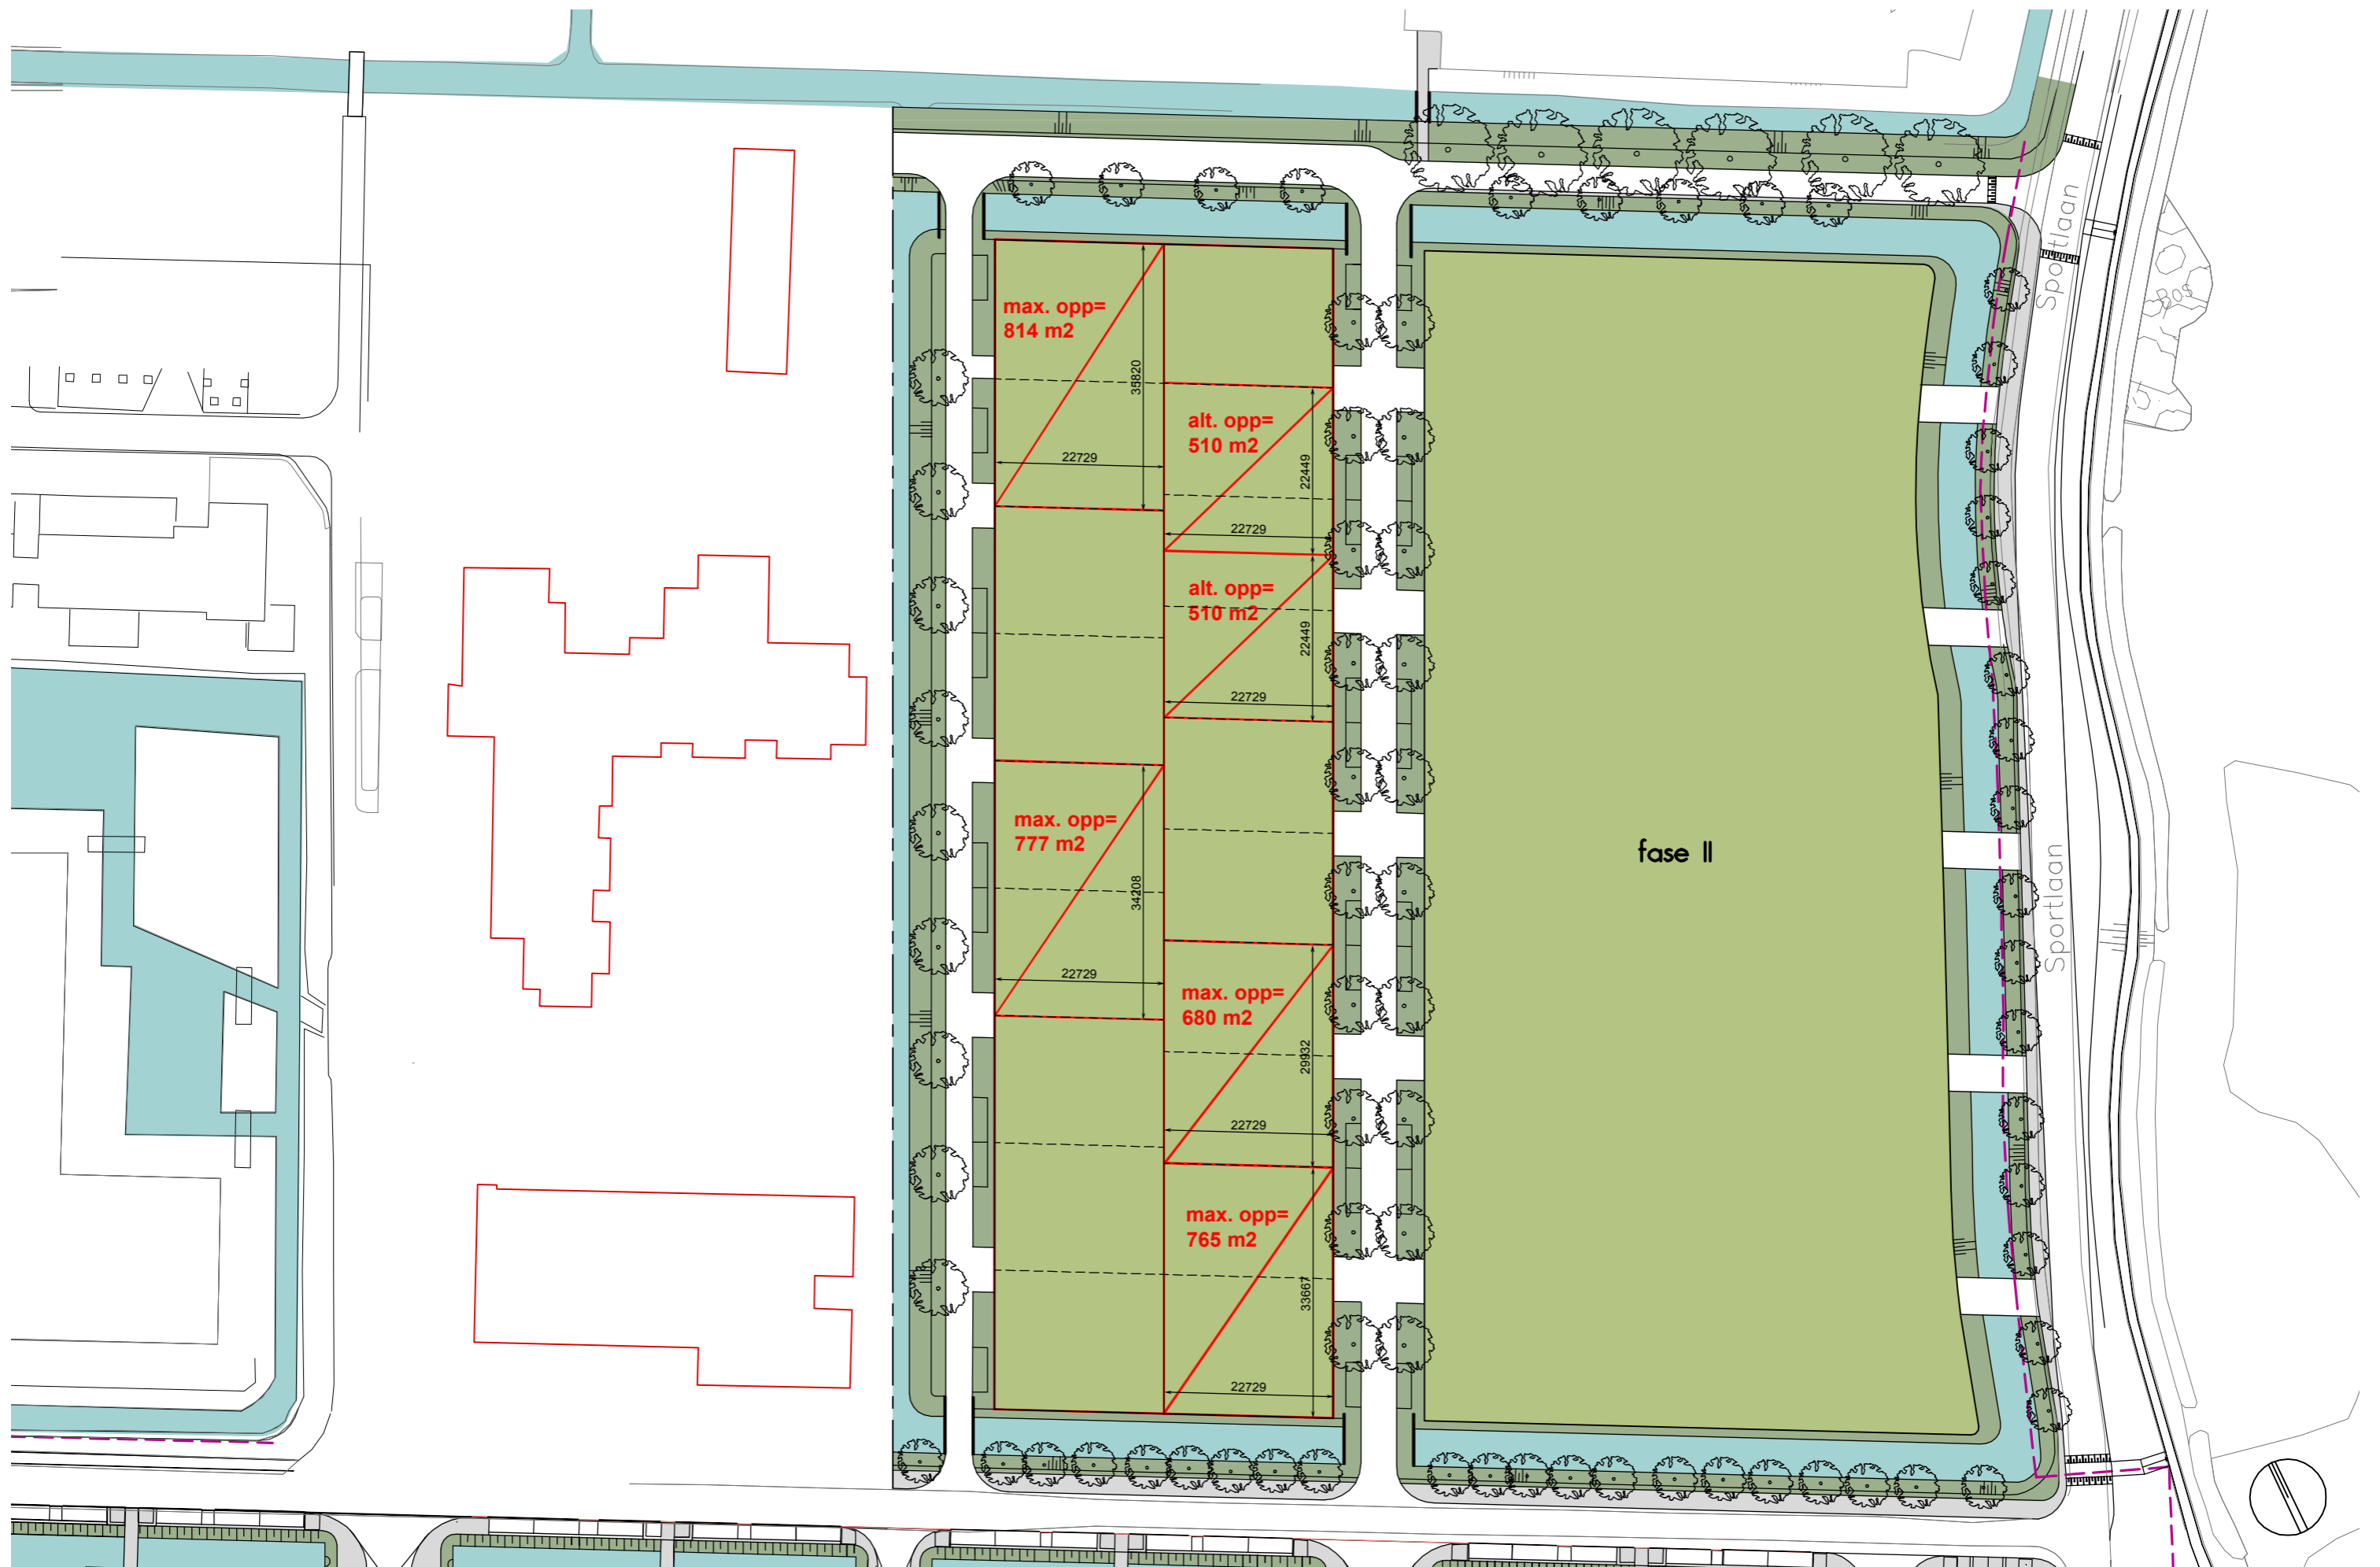 Sportlaan
Bos
max. opp=
814 m2
35820
22729
alt. opp=
510 m2
22449
22729
alt. opp=
510 m2
22449
22729
max. opp=
777 m2
34208
22729
fase II
Sportlaan
max. opp=
680 m2
29932
22729
max. opp=
765 m2
33667
22729